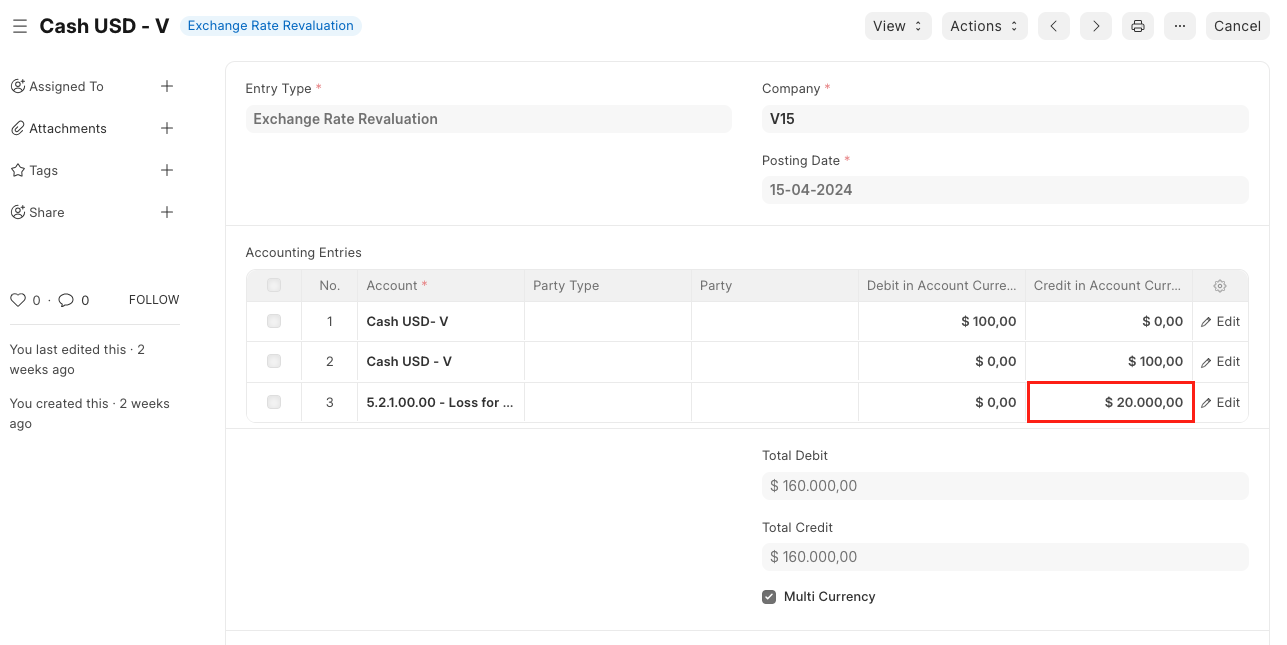 Cash USD - V Exchange Rate Revaluation View Actions ... Cancel
Assigned To
Attachments
Tags
Share
0 · 0 FOLLOW
You last edited this · 2
weeks ago
You created this · 2 weeks
ago
Entry Type *
Exchange Rate Revaluation
Company *
V15
Posting Date *
15-04-2024
Accounting Entries
No. Account * Party Type Party Debit in Account Curre... Credit in Account Curr...
1 Cash USD- V $ 100,00 $ 0,00 Edit
2 Cash USD - V $ 0,00 $ 100,00 Edit
3 5.2.1.00.00 - Loss for ... $ 0,00 $ 20.000,00 Edit
Total Debit
$ 160.000,00
Total Credit
$ 160.000,00
Multi Currency